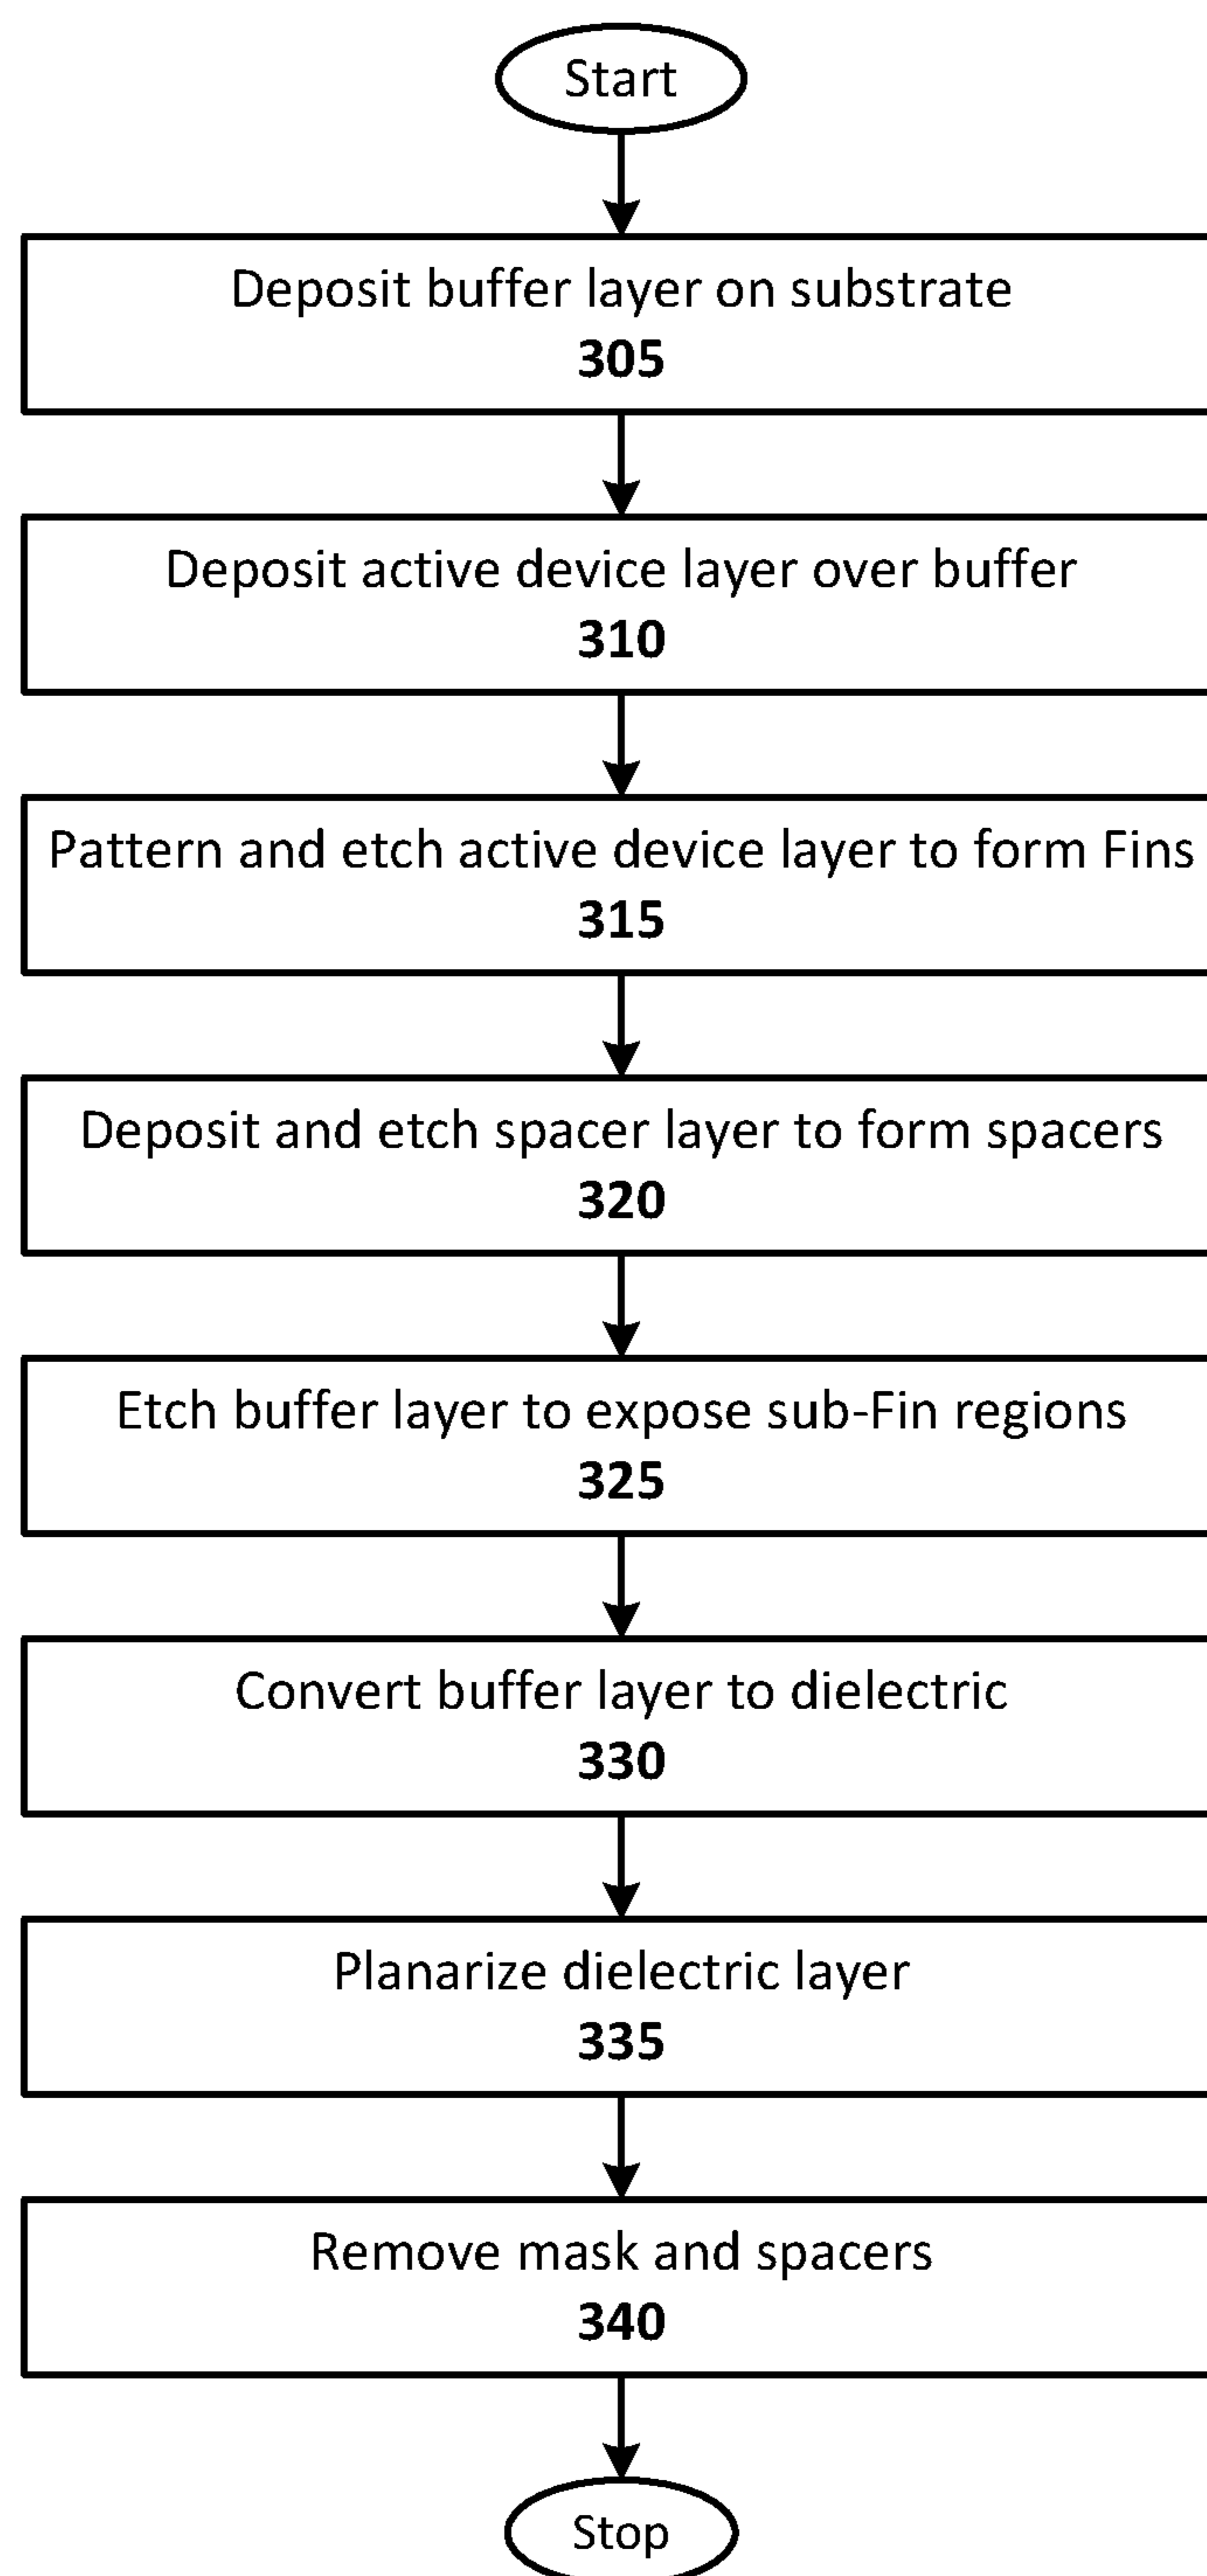 Start
Deposit buffer layer on substrate
305
Deposit active device layer over buffer
310
Pattern and etch active device layer to form Fins
315
Deposit and etch spacer layer to form spacers
320
Etch buffer layer to expose sub-Fin regions
325
Convert buffer layer to dielectric
330
Planarize dielectric layer
335
Remove mask and spacers
340
Stop